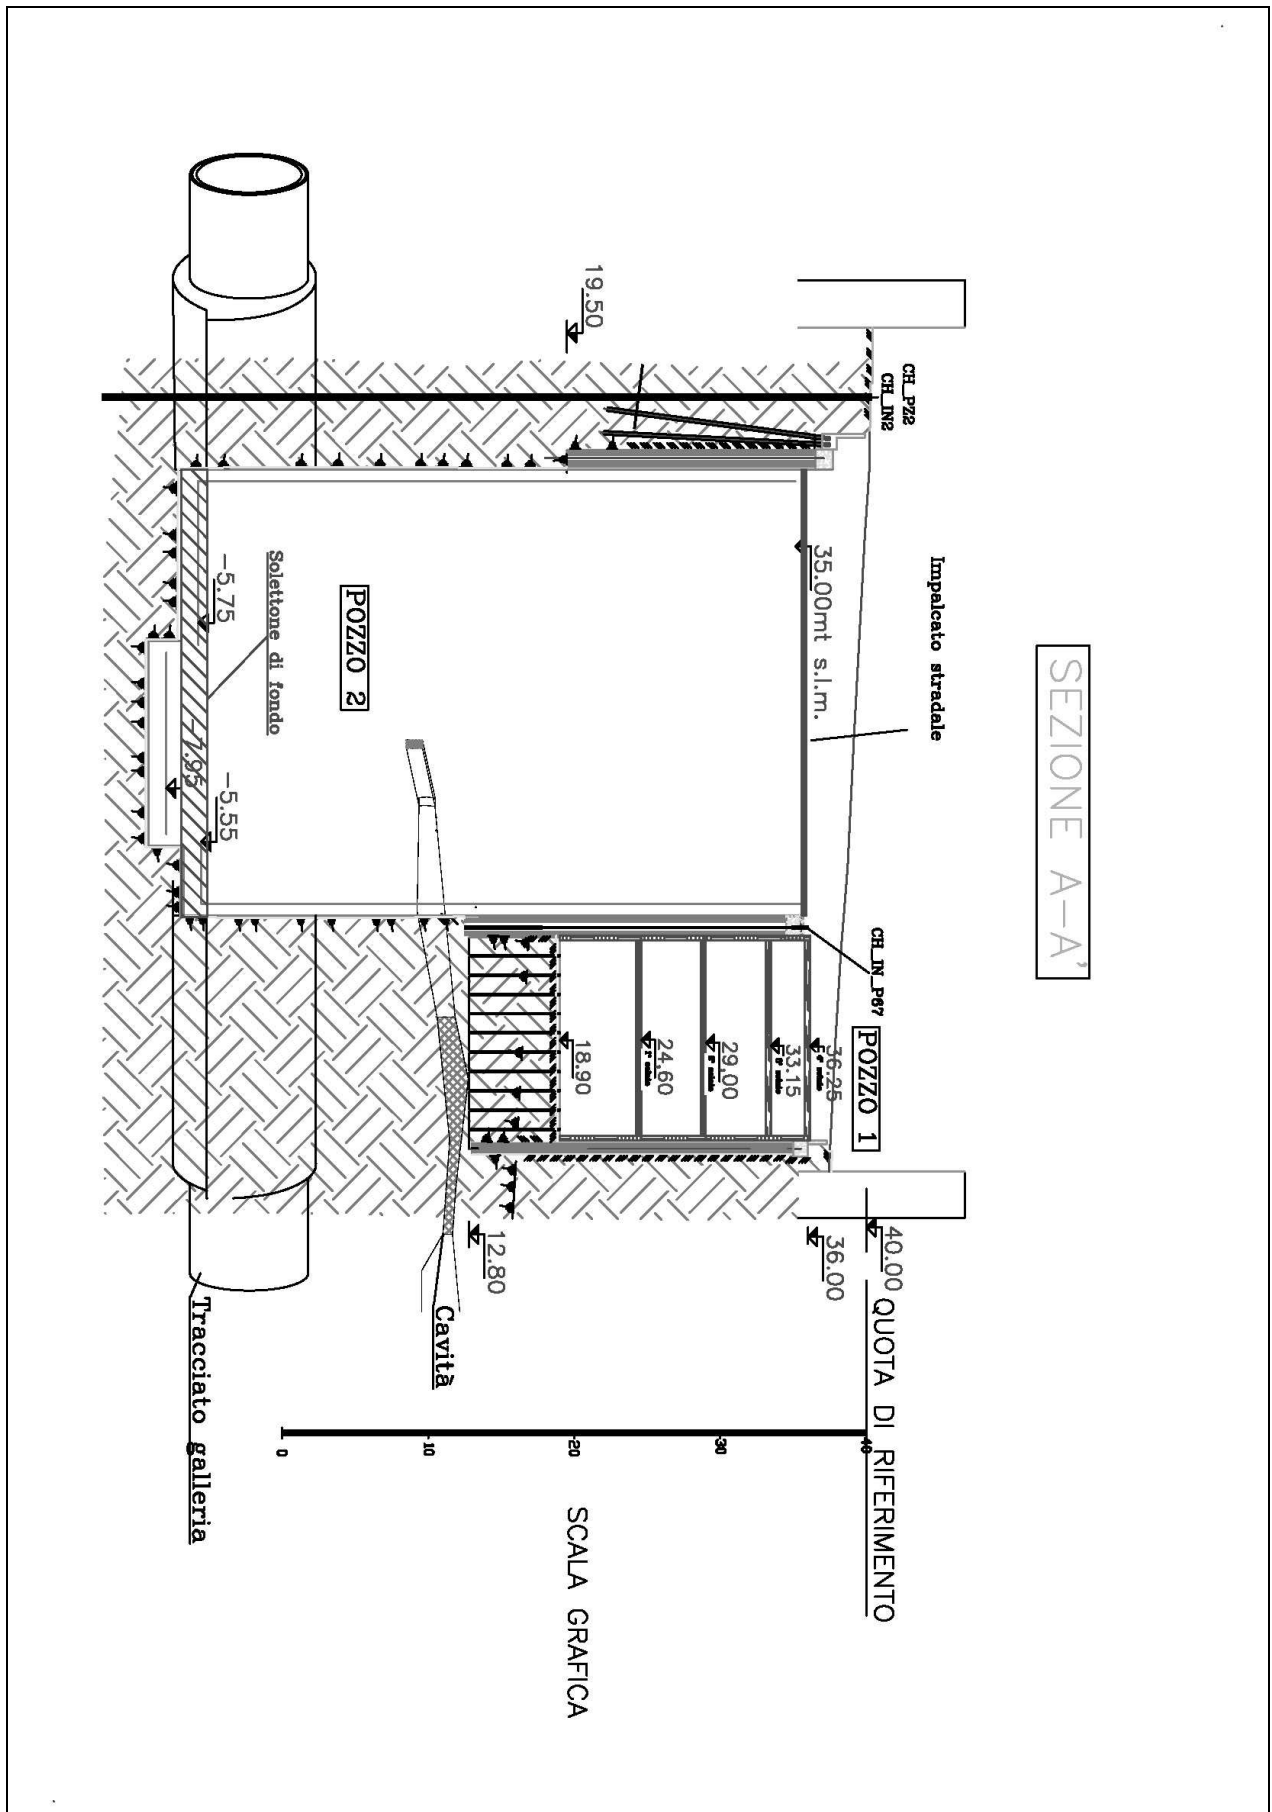 SEZIONE A-A'
Impalcato stradale
CH_PZ2
CH_IN2
CH_IN_P67
POZZO 1
40.00
QUOTA DI RIFERIMENTO
36.25
36.00
35.00mt s.l.m.
33.15
29.00
24.60
19.50
18.90
12.80
POZZO 2
Cavità
Solettone di fondo
-5.75
-5.55
-7.95
Tracciato galleria
40
30
20
10
0
SCALA GRAFICA